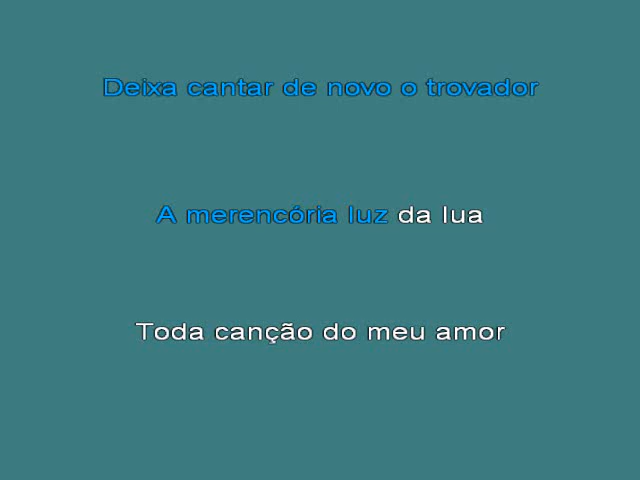 Deixa cantar de novo o trovador
A merencória luz da lua
Toda canção do meu amor